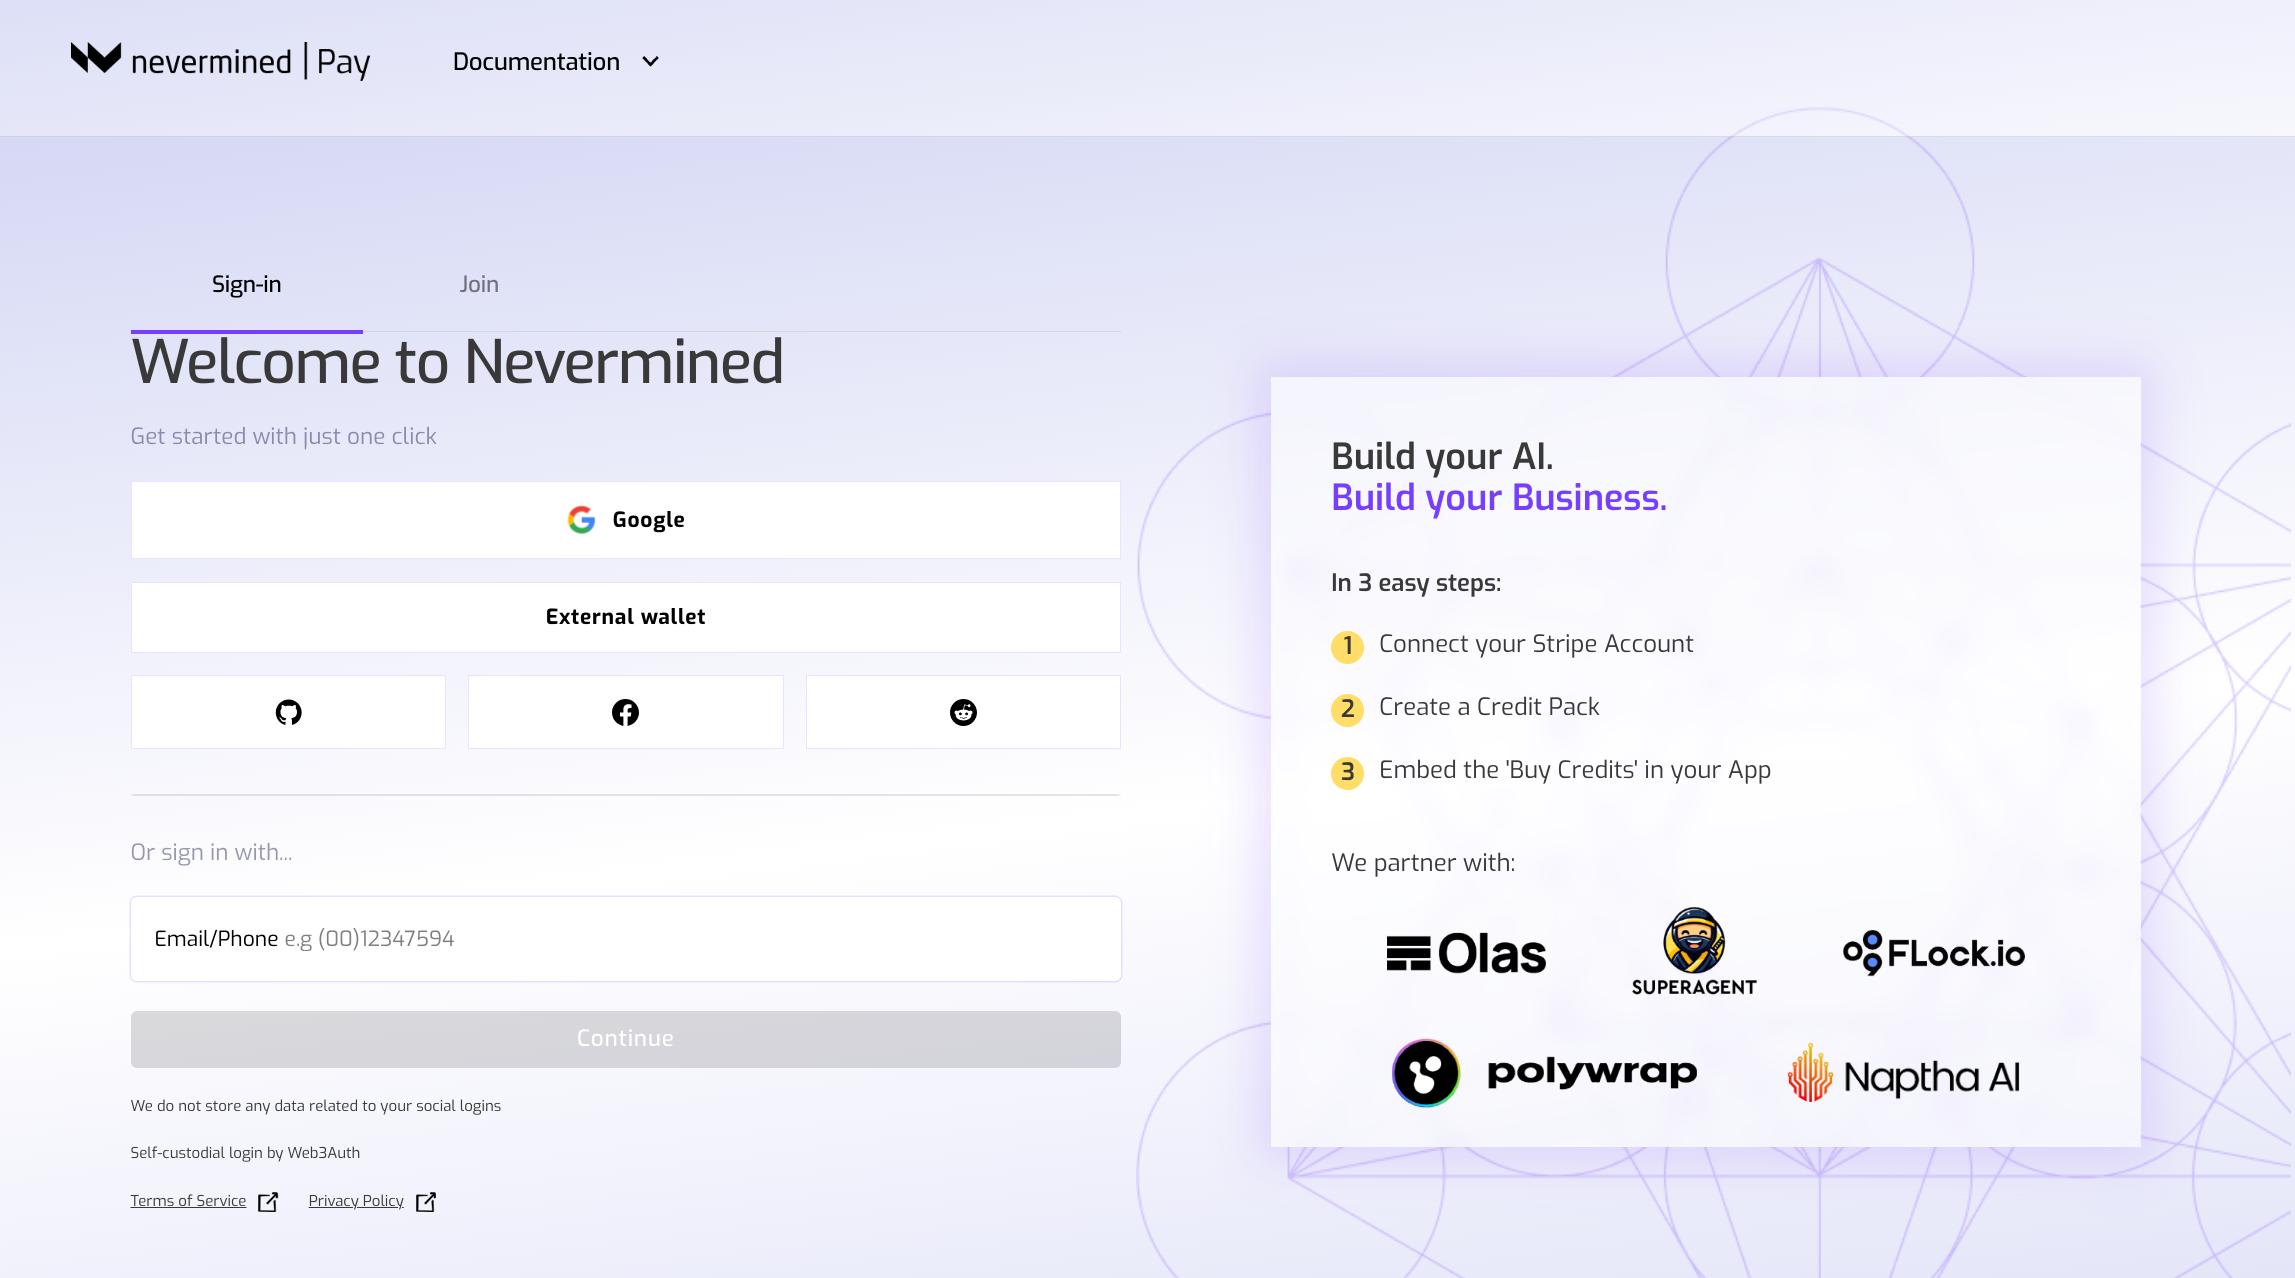 nevermined | Pay
Documentation
Sign-in
Join
Welcome to Nevermined
Get started with just one click
Google
External wallet
Or sign in with...
Email/Phone e.g (00)12347594
Continue
We do not store any data related to your social logins
Self-custodial login by Web3Auth
Terms of Service
Privacy Policy
Build your AI.
Build your Business.
In 3 easy steps:
1 Connect your Stripe Account
2 Create a Credit Pack
3 Embed the 'Buy Credits' in your App
We partner with:
Olas
SUPERAGENT
FLock.io
polywrap
Naptha AI